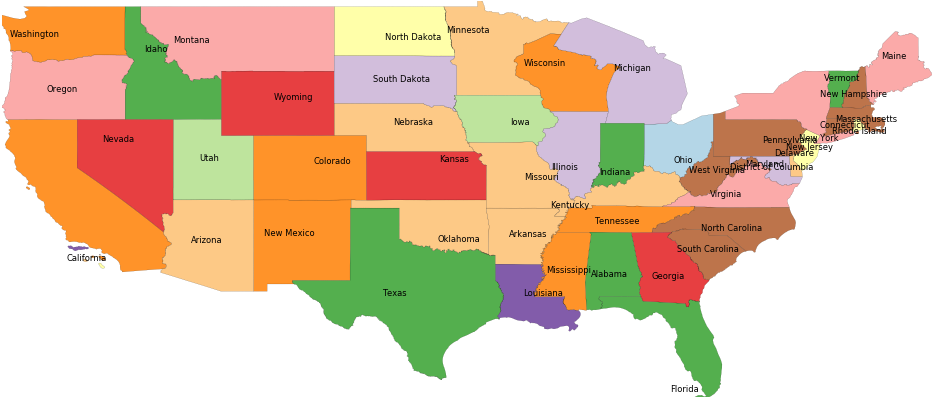 Washington
Idaho
Montana
North Dakota
Minnesota
Wisconsin
Michigan
Maine
Vermont
New Hampshire
Oregon
Wyoming
South Dakota
Massachusetts
Connecticut
Rhode Island
Nevada
Utah
Colorado
Nebraska
Iowa
Pennsylvania
New York
New Jersey
Delaware
Maryland
District of Columbia
Kansas
Missouri
Illinois
Indiana
Ohio
West Virginia
Virginia
Kentucky
California
Arizona
New Mexico
Oklahoma
Arkansas
Tennessee
North Carolina
South Carolina
Texas
Louisiana
Mississippi
Alabama
Georgia
Florida